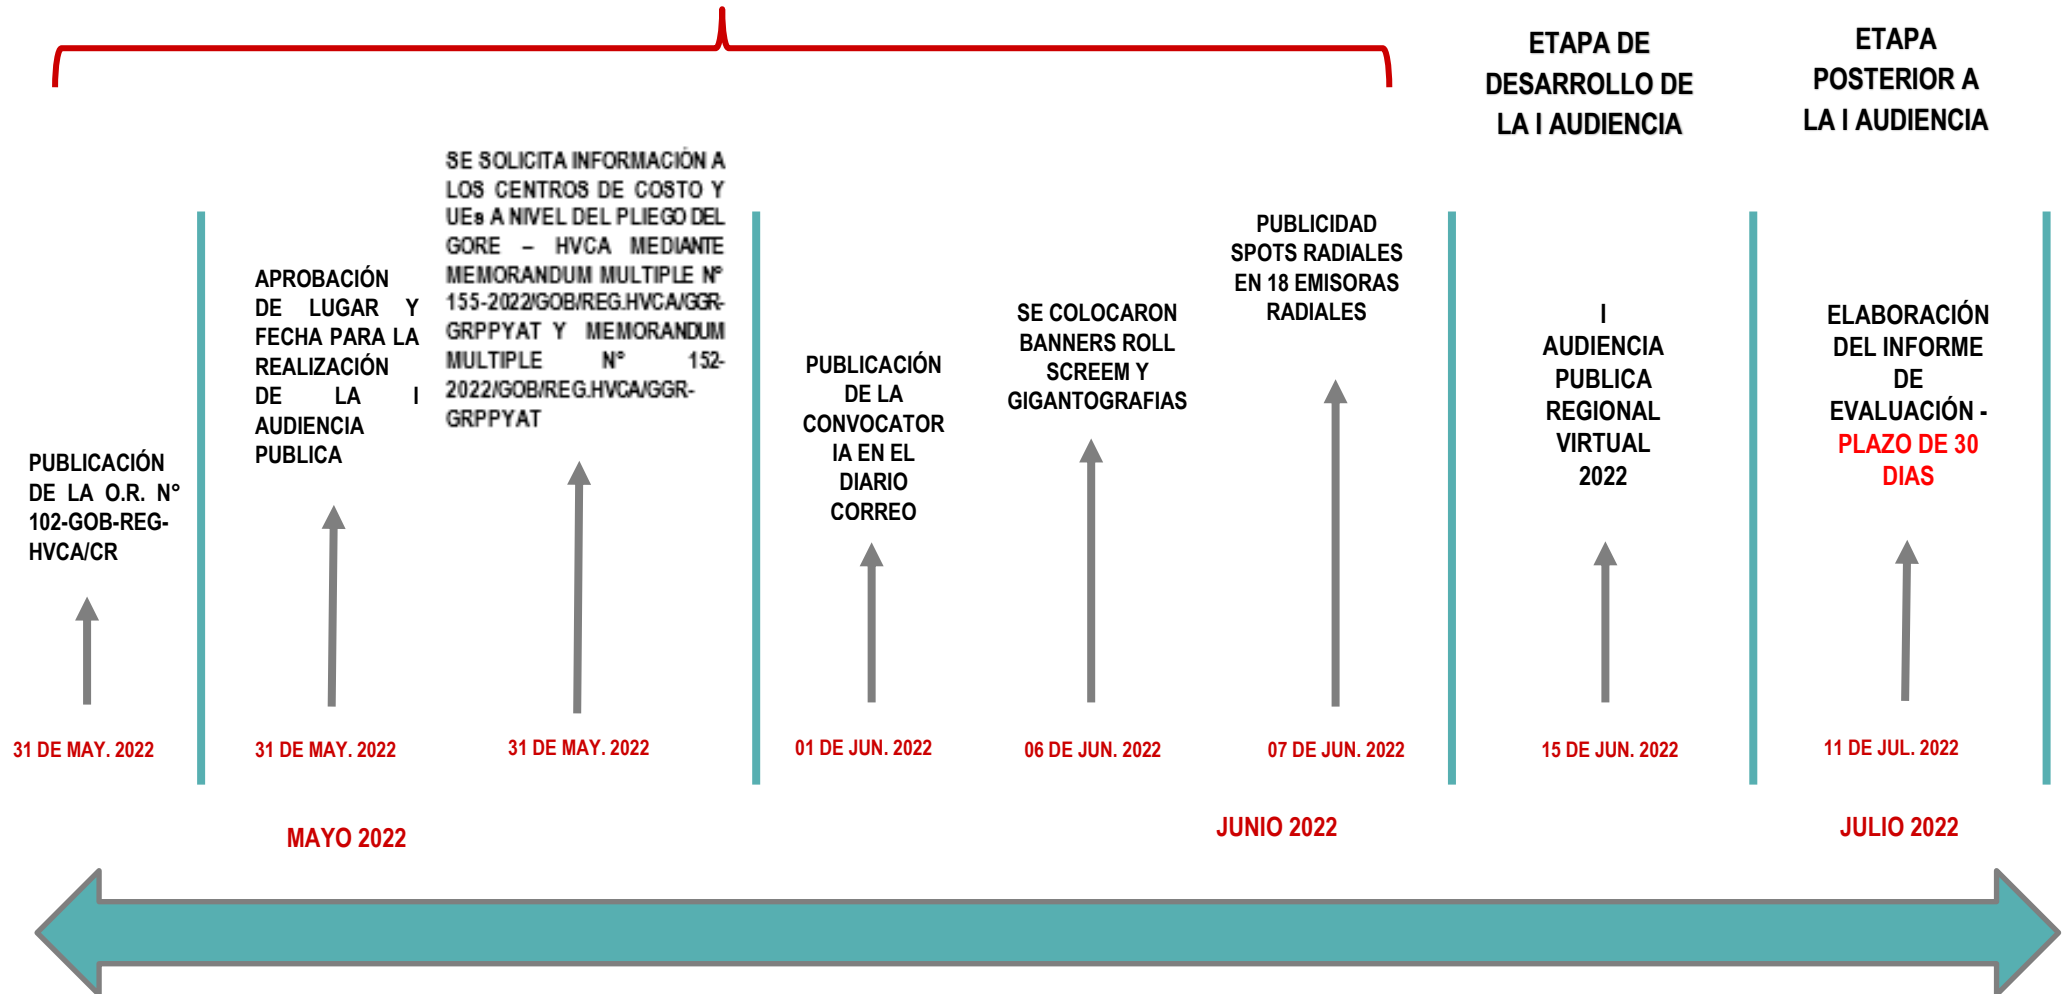 ETAPA DE
DESARROLLO DE
LA I AUDIENCIA
ETAPA
POSTERIOR A
LA I AUDIENCIA
PUBLICACIÓN
DE LA O.R. N°
102-GOB-REG-
HVCA/CR
APROBACIÓN
DE LUGAR Y
FECHA PARA LA
REALIZACIÓN
DE LA I
AUDIENCIA
PUBLICA
SE SOLICITA INFORMACIÓN A
LOS CENTROS DE COSTO Y
UEs A NIVEL DEL PLIEGO DEL
GORE – HVCA MEDIANTE
MEMORANDUM MULTIPLE Nº
155-2022/GOB/REG.HVCA/GGR-
GRPPYAT Y MEMORANDUM
MULTIPLE Nº 152-
2022/GOB/REG.HVCA/GGR-
GRPPYAT
PUBLICACIÓN
DE LA
CONVOCATOR
IA EN EL
DIARIO
CORREO
SE COLOCARON
BANNERS ROLL
SCREEM Y
GIGANTOGRAFIAS
PUBLICIDAD
SPOTS RADIALES
EN 18 EMISORAS
RADIALES
I
AUDIENCIA
PUBLICA
REGIONAL
VIRTUAL
2022
ELABORACIÓN
DEL INFORME
DE
EVALUACIÓN -
PLAZO DE 30
DIAS
31 DE MAY. 2022
31 DE MAY. 2022
31 DE MAY. 2022
01 DE JUN. 2022
06 DE JUN. 2022
07 DE JUN. 2022
15 DE JUN. 2022
11 DE JUL. 2022
MAYO 2022
JUNIO 2022
JULIO 2022